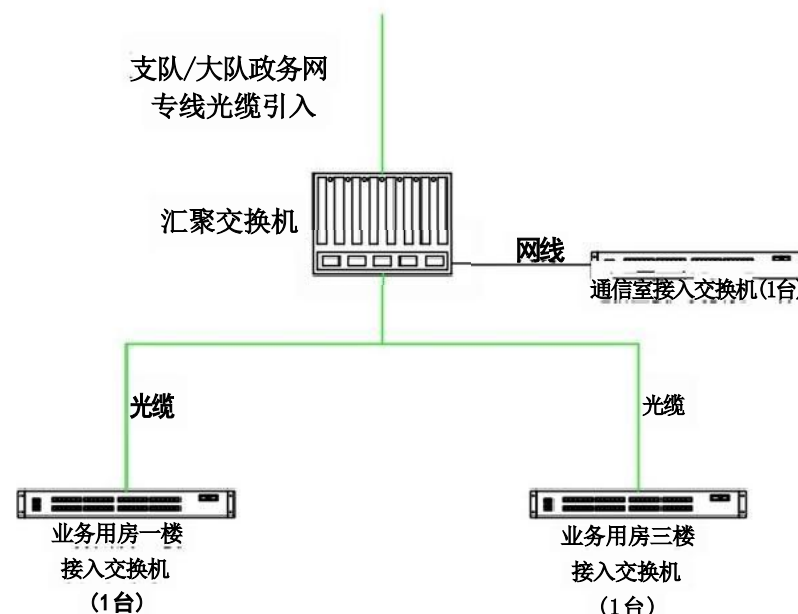 支队/大队政务网
专线光缆引入
汇聚交换机
网线
通信室接入交换机(1台)
光缆
光缆
业务用房一楼
接入交换机
(1台)
业务用房三楼
接入交换机
(1台)